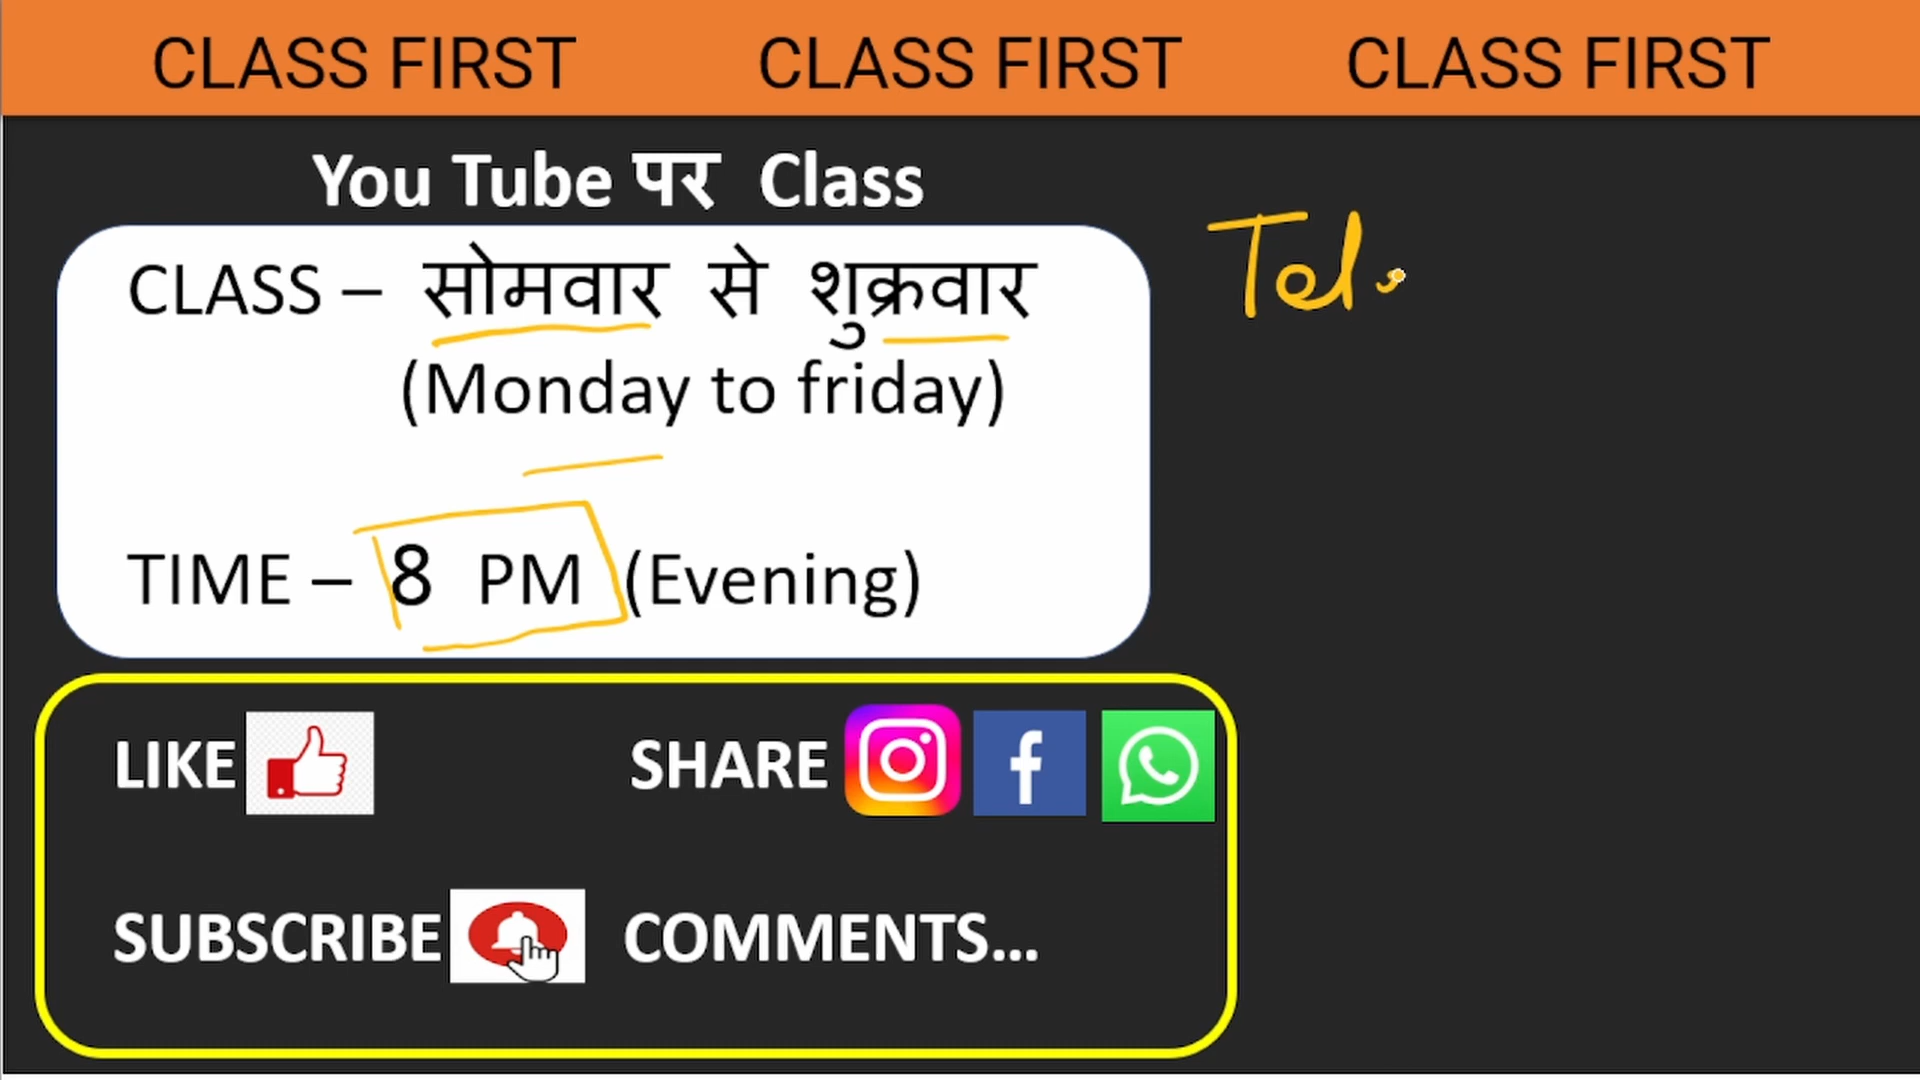 CLASS FIRST CLASS FIRST CLASS FIRST
You Tube पर Class
CLASS – सोमवार से शुक्रवार
(Monday to friday)
TIME – 8 PM (Evening)
Tel
LIKE SHARE
SUBSCRIBE COMMENTS...